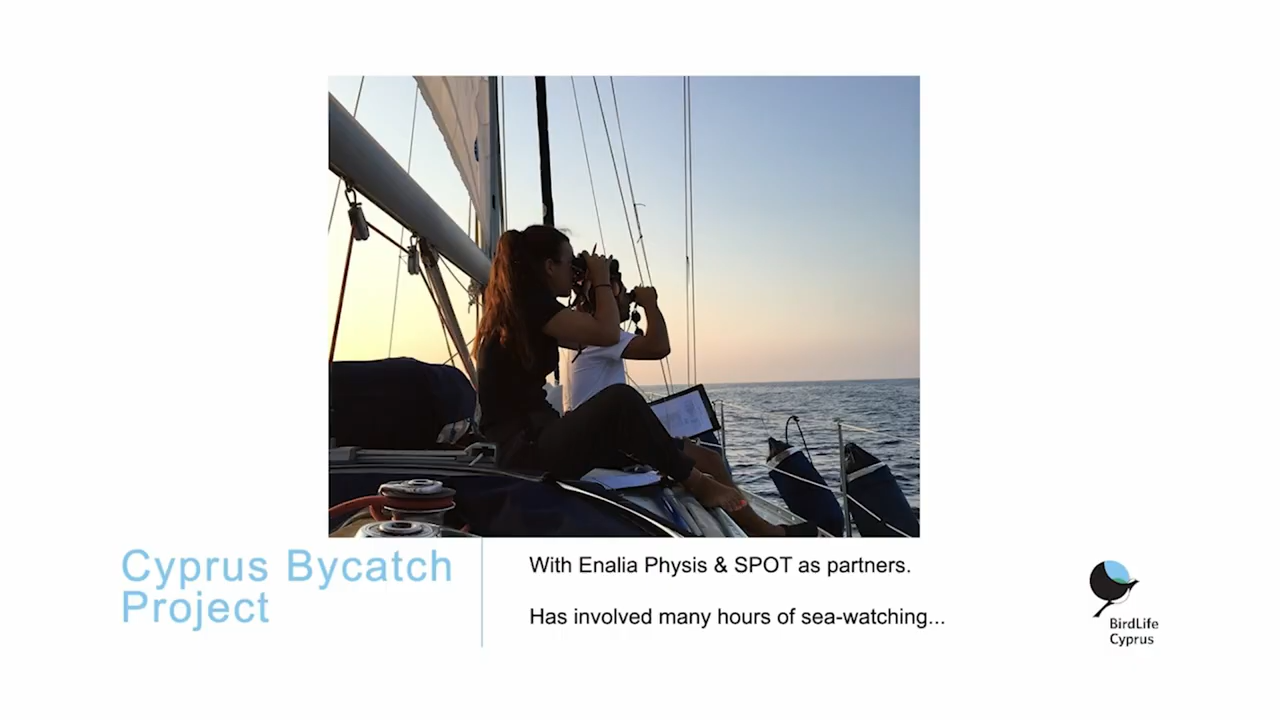 Cyprus Bycatch
Project
With Enalia Physis & SPOT as partners.
Has involved many hours of sea-watching...
BirdLife
Cyprus